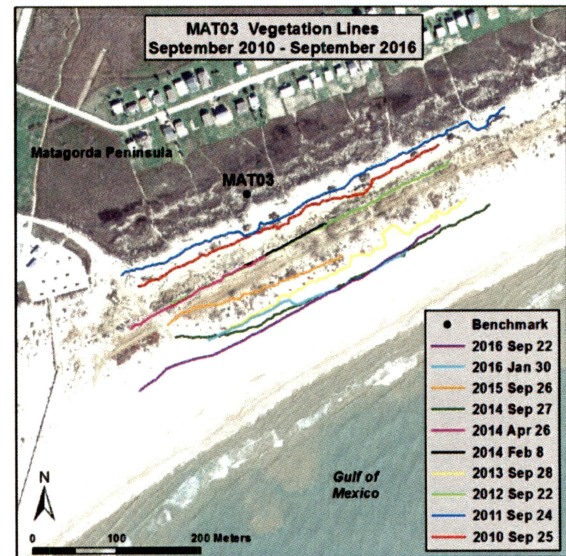 MAT03 Vegetation Lines
September 2010 - September 2016
Matagorda Peninsula
MAT03
Benchmark
2016 Sep 22
2016 Jan 30
2015 Sep 26
2014 Sep 27
2014 Apr 26
2014 Feb 8
2013 Sep 28
2012 Sep 22
2011 Sep 24
2010 Sep 25
Gulf of
Mexico
N
0 100 200 Meters